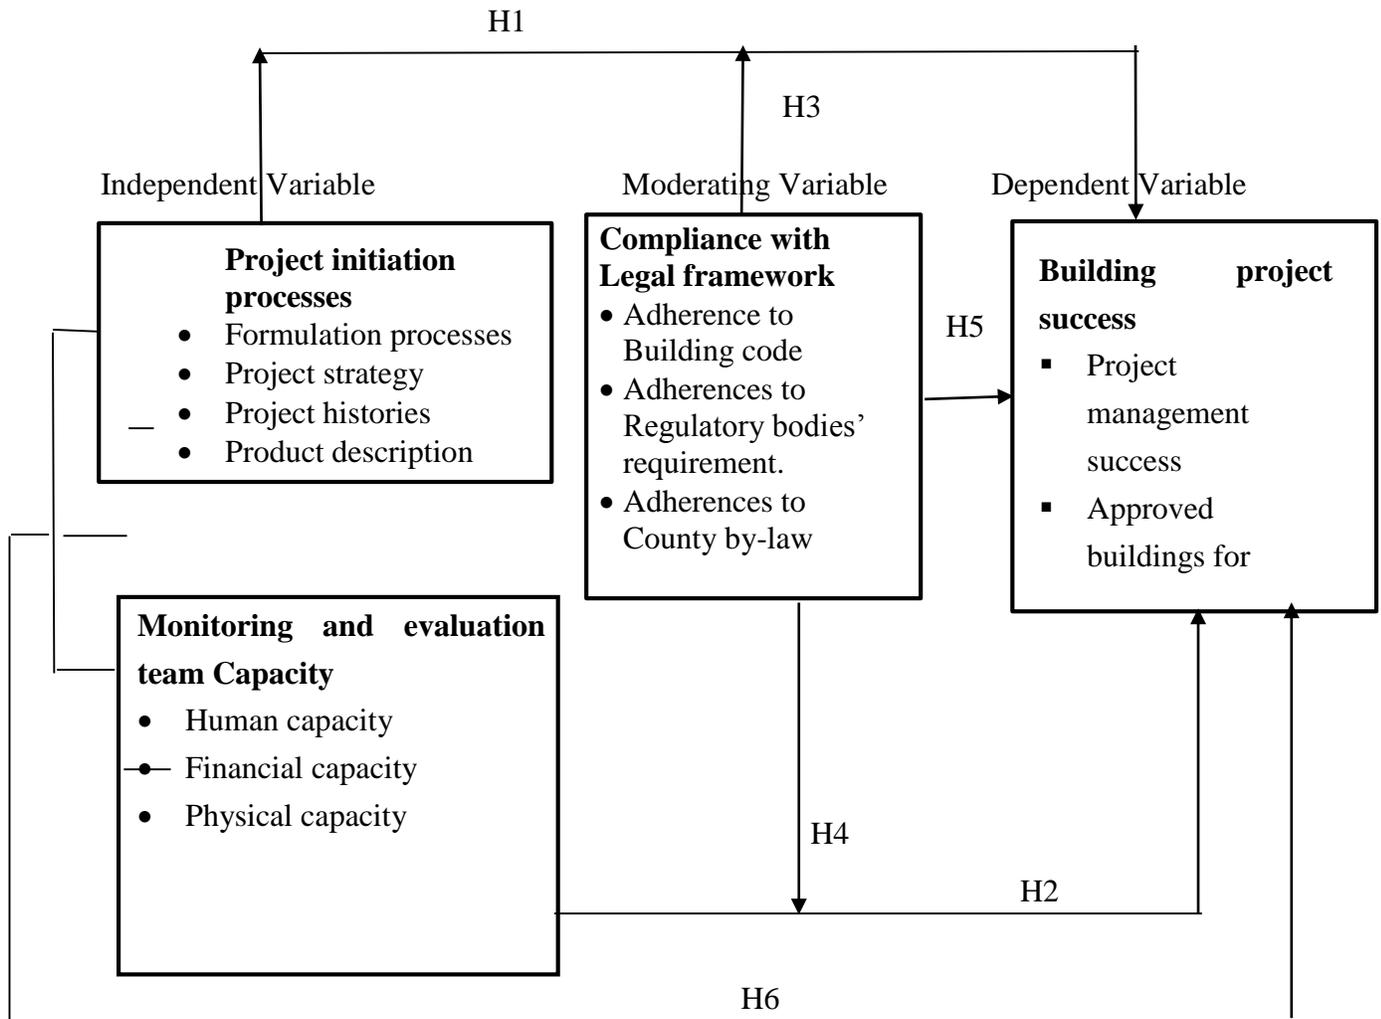 H1
H3
Independent Variable
Moderating Variable
Dependent Variable
Project initiation
processes
• Formulation processes
• Project strategy
• Project histories
• Product description
Compliance with
Legal framework
• Adherence to
Building code
• Adherences to
Regulatory bodies’
requirement.
• Adherences to
County by-law
H5
Building project
success
▪ Project
management
success
▪ Approved
buildings for
Monitoring and evaluation
team Capacity
• Human capacity
• Financial capacity
• Physical capacity
H4
H2
H6